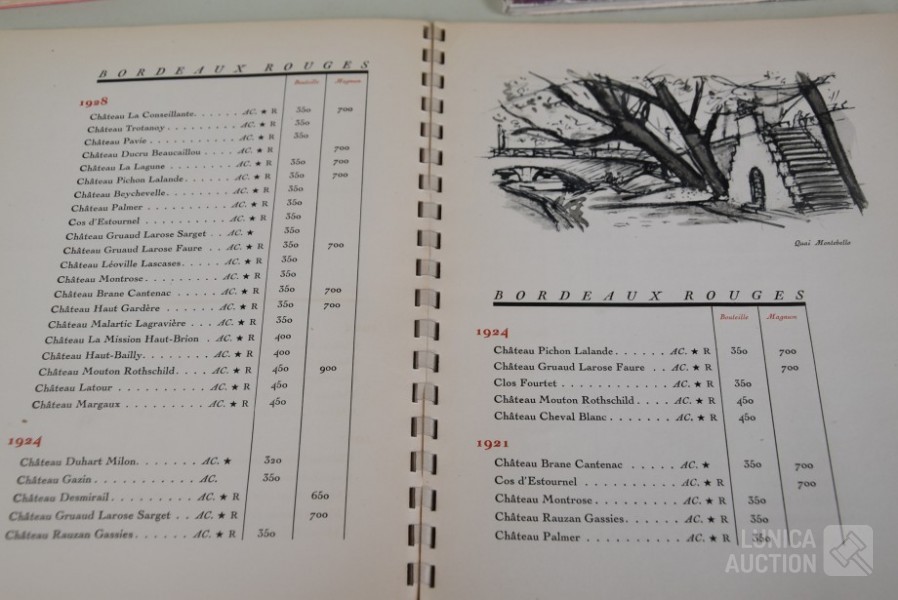 BORDEAUX ROUGES
Bouteille Magnum
1928
Château La Conseillante. . . . . . AC. ★ R 350 700
Château Trotanoy . . . . . . . . AC. ★ R 350
Château Pavie . . . . . . . . . AC. ★ R 350
Château Ducru Beaucaillou . . . . AC. ★ R 700
Château La Lagune . . . . . . . AC. ★ R 350 700
Château Pichon Lalande. . . . . . AC. ★ R 350 700
Château Beychevelle. . . . . . . AC. ★ R 350
Château Palmer . . . . . . . . AC. ★ R 350
Cos d'Estournel . . . . . . . . AC. ★ R 350
Château Gruaud Larose Sarget . . AC. ★ 350
Château Gruaud Larose Faure . . . AC. ★ R 350 700
Château Léoville Lascases. . . . . AC. ★ R 350
Château Montrose. . . . . . . . AC. ★ R 350
Château Brane Cantenac . . . . . AC. ★ R 350 700
Château Haut Gardère . . . . . . AC. ★ R 350 700
Château Malartic Lagravière . . . AC. ★ R 350
Château La Mission Haut-Brion . AC. ★ R 400
Château Haut-Bailly. . . . . . . AC. ★ R 400
Château Mouton Rothschild. . . . AC. ★ R 450 900
Château Latour . . . . . . . . AC. ★ R 450
Château Margaux . . . . . . . . AC. ★ R 450
1924
Château Duhart Milon. . . . . . . AC. ★ 320
Château Gazin . . . . . . . . . AC. 350
Château Desmirail . . . . . . . AC. ★ R 650
Château Gruaud Larose Sarget . . AC. ★ R 700
Château Rauzan Gassies. . . . . AC. ★ R 350
Quai Montebello
BORDEAUX ROUGES
Bouteille Magnum
1924
Château Pichon Lalande. . . . . . AC. ★ R 350 700
Château Gruaud Larose Faure . . AC. ★ R 700
Clos Fourtet . . . . . . . . . AC. ★ R 350
Château Mouton Rothschild. . . . AC. ★ R 450
Château Cheval Blanc . . . . . . AC. ★ R 450
1921
Château Brane Cantenac . . . . AC. ★ 350 700
Cos d'Estournel . . . . . . . . AC. ★ R 700
Château Montrose. . . . . . . . AC. ★ R 350
Château Rauzan Gassies. . . . . AC. ★ R 350
Château Palmer . . . . . . . . AC. ★ R 350
LUNICA
AUCTION